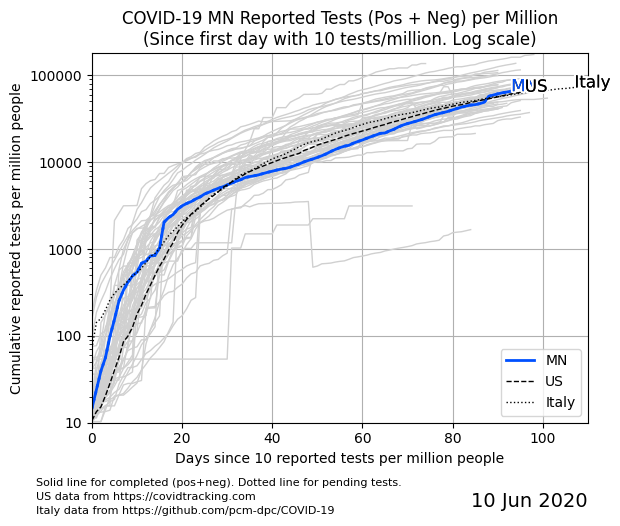 COVID-19 MN Reported Tests (Pos + Neg) per Million
(Since first day with 10 tests/million. Log scale)
Cumulative reported tests per million people
100000
10000
1000
100
10
MN
US
Italy
MN
US
Italy
0
20
40
60
80
100
Days since 10 reported tests per million people
Solid line for completed (pos+neg). Dotted line for pending tests.
US data from https://covidtracking.com
Italy data from https://github.com/pcm-dpc/COVID-19
10 Jun 2020